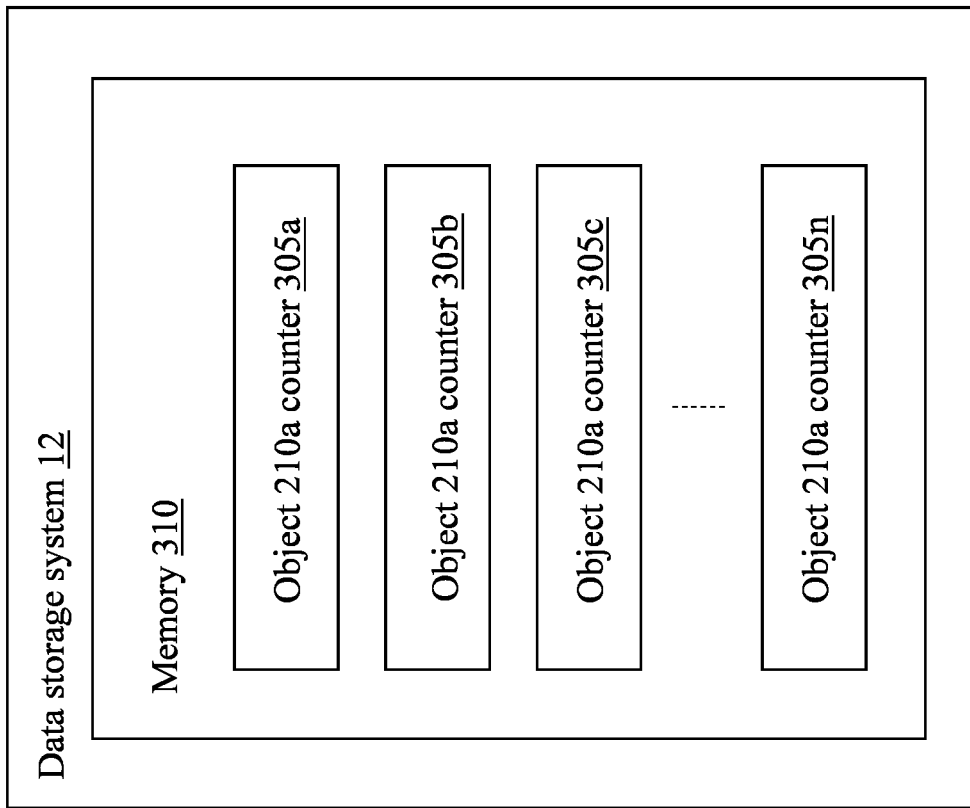 Data storage system 12
Memory 310
Object 210a counter 305a
Object 210a counter 305b
Object 210a counter 305c
Object 210a counter 305n